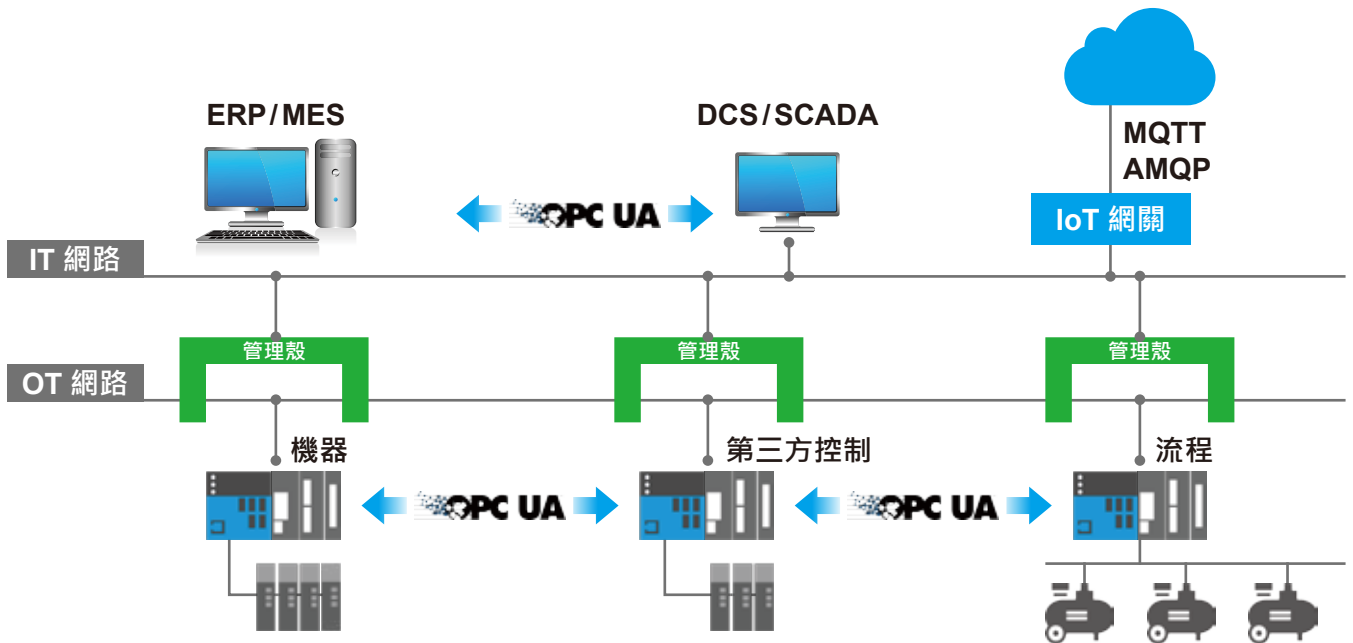 ERP/MES
DCS/SCADA
MQTT
AMQP
OPC UA
IoT 網關
IT 網路
管理殼
管理殼
管理殼
OT 網路
機器
第三方控制
流程
OPC UA
OPC UA